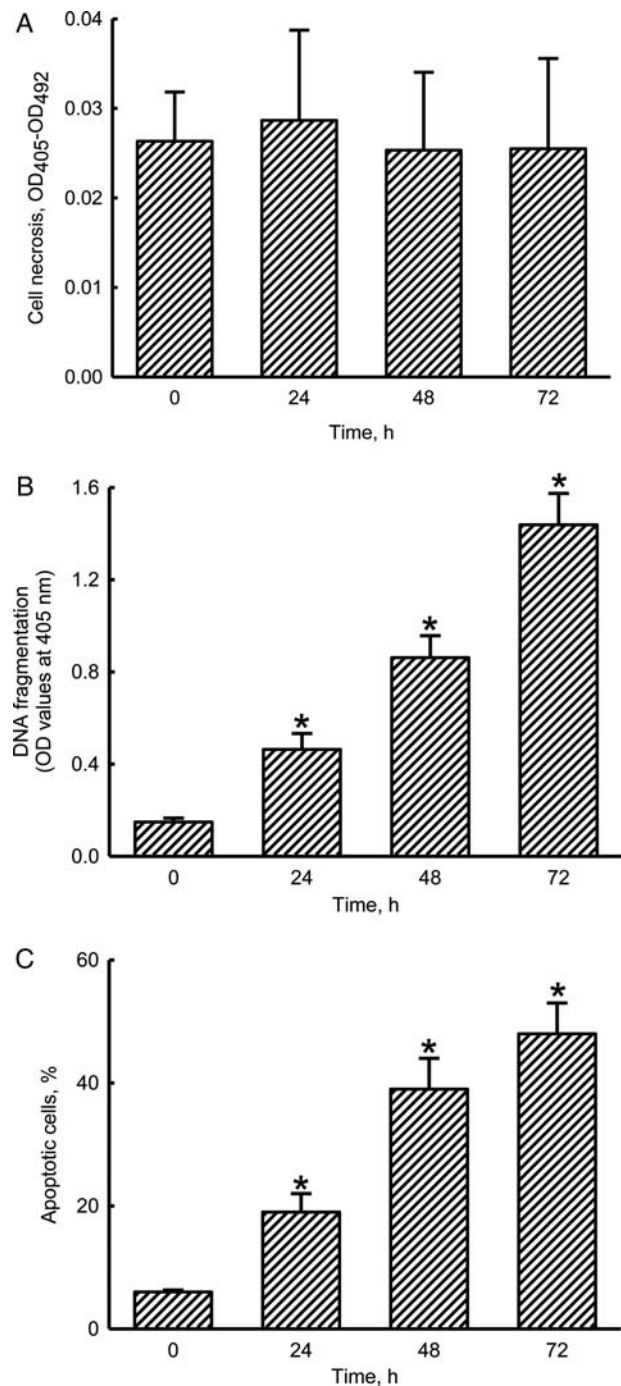 A
0.04
0.03
0.02
0.01
0.00
Cell necrosis, OD405-OD492
0 24 48 72
Time, h
B
1.6
1.2
0.8
0.4
0.0
DNA fragmentation
(OD values at 405 nm)
*
*
*
0 24 48 72
Time, h
C
60
40
20
0
Apoptotic cells, %
*
*
*
0 24 48 72
Time, h